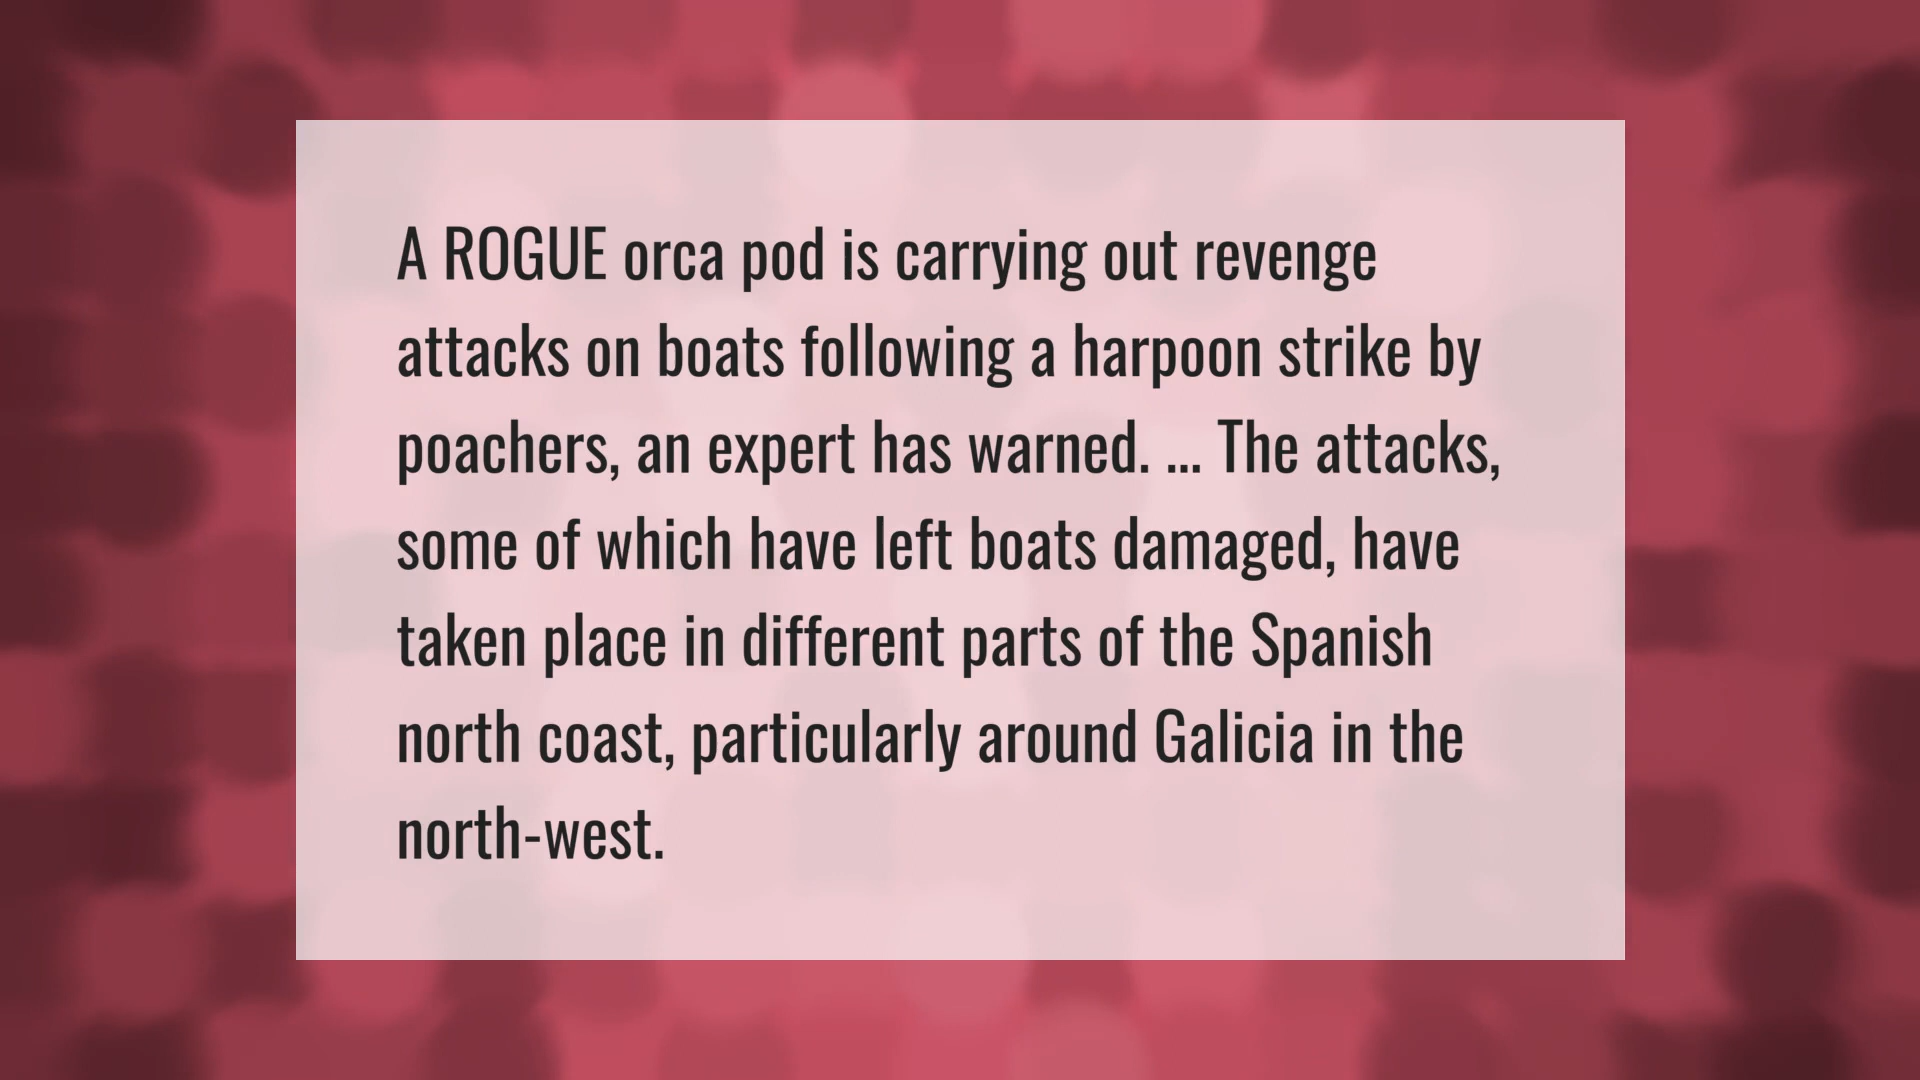 A ROGUE orca pod is carrying out revenge
attacks on boats following a harpoon strike by
poachers, an expert has warned. ... The attacks,
some of which have left boats damaged, have
taken place in different parts of the Spanish
north coast, particularly around Galicia in the
north-west.